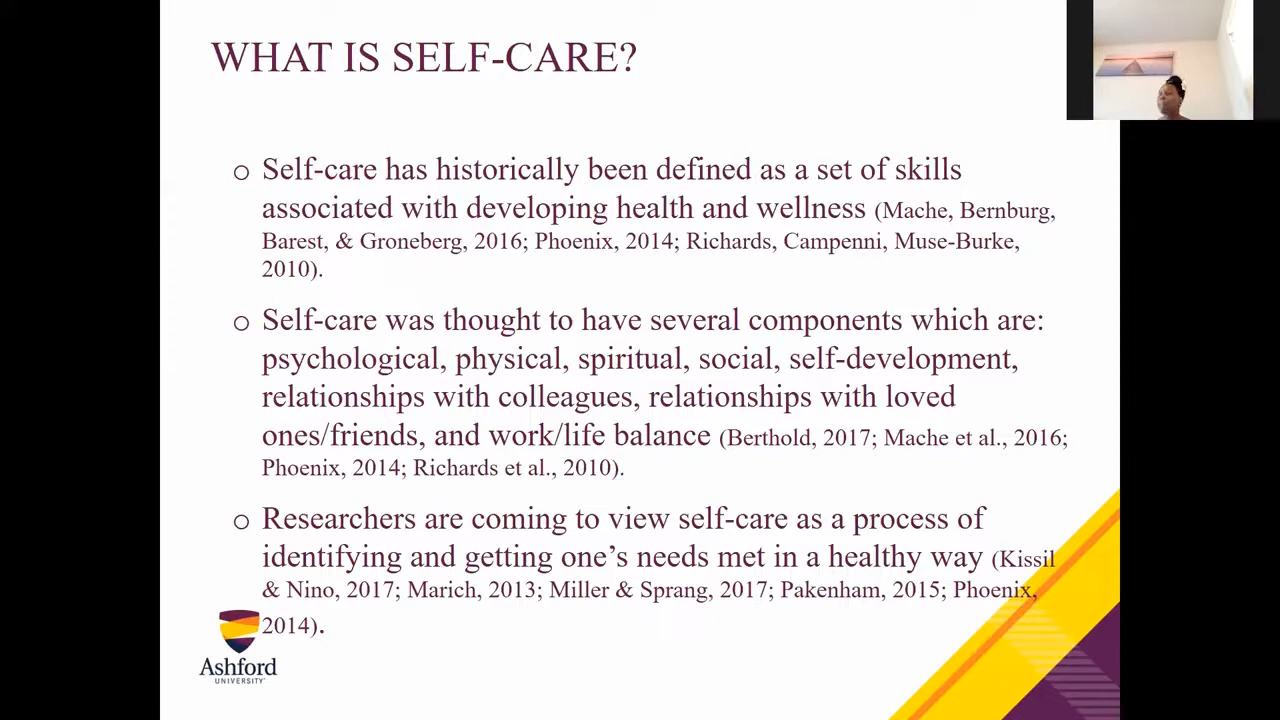 WHAT IS SELF-CARE?
o Self-care has historically been defined as a set of skills
associated with developing health and wellness (Mache, Bernburg,
Barest, & Groneberg, 2016; Phoenix, 2014; Richards, Campenni, Muse-Burke,
2010).
o Self-care was thought to have several components which are:
psychological, physical, spiritual, social, self-development,
relationships with colleagues, relationships with loved
ones/friends, and work/life balance (Berthold, 2017; Mache et al., 2016;
Phoenix, 2014; Richards et al., 2010).
o Researchers are coming to view self-care as a process of
identifying and getting one’s needs met in a healthy way (Kissil
& Nino, 2017; Marich, 2013; Miller & Sprang, 2017; Pakenham, 2015; Phoenix,
2014).
Ashford
UNIVERSITY